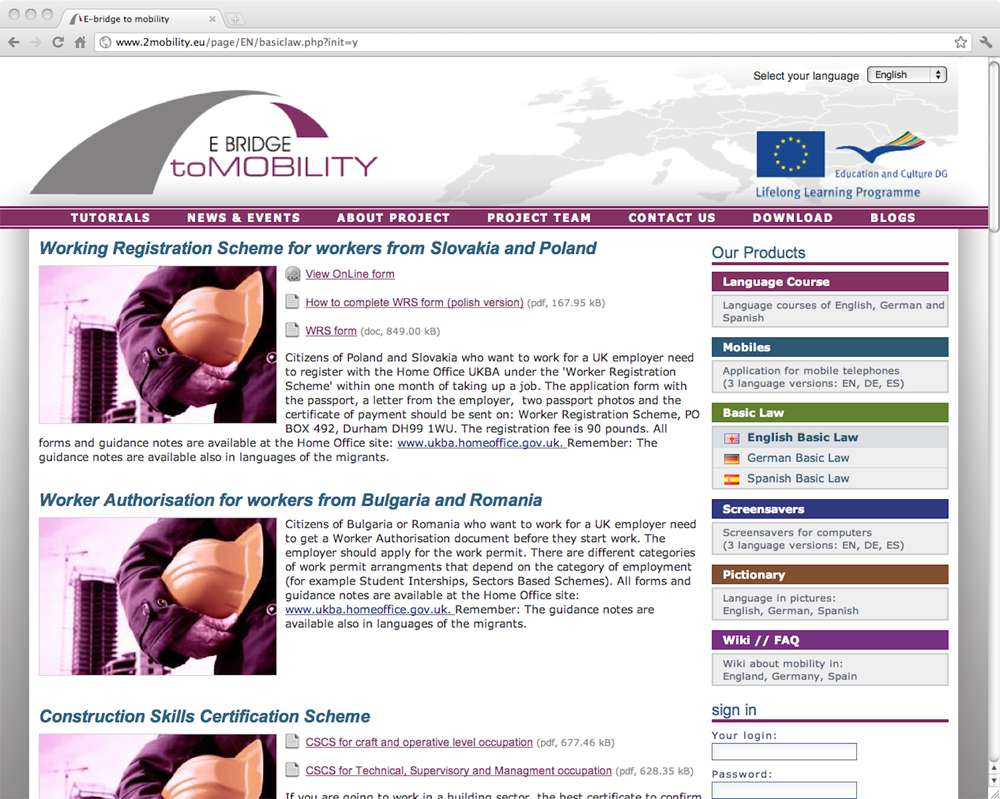 E-bridge to mobility
www.2mobility.eu/page/EN/basiclaw.php?init=y
Select your language English
E BRIDGE
toMOBILITY
Education and Culture DG
Lifelong Learning Programme
TUTORIALS NEWS & EVENTS ABOUT PROJECT PROJECT TEAM CONTACT US DOWNLOAD BLOGS
Working Registration Scheme for workers from Slovakia and Poland
View OnLine form
How to complete WRS form (polish version) (pdf, 167.95 kB)
WRS form (doc, 849.00 kB)
Citizens of Poland and Slovakia who want to work for a UK employer need
to register with the Home Office UKBA under the 'Worker Registration
Scheme' within one month of taking up a job. The application form with
the passport, a letter from the employer, two passport photos and the
certificate of payment should be sent on: Worker Registration Scheme, PO
BOX 492, Durham DH99 1WU. The registration fee is 90 pounds. All
forms and guidance notes are available at the Home Office site: www.ukba.homeoffice.gov.uk. Remember: The
guidance notes are available also in languages of the migrants.
Worker Authorisation for workers from Bulgaria and Romania
Citizens of Bulgaria or Romania who want to work for a UK employer need
to get a Worker Authorisation document before they start work. The
employer should apply for the work permit. There are different categories
of work permit arrangments that depend on the category of employment
(for example Student Interships, Sectors Based Schemes). All forms and
guidance notes are available at the Home Office site:
www.ukba.homeoffice.gov.uk. Remember: The guidance notes are
available also in languages of the migrants.
Construction Skills Certification Scheme
CSCS for craft and operative level occupation (pdf, 677.46 kB)
CSCS for Technical, Supervisory and Managment occupation (pdf, 628.35 kB)
If you are going to work in a building sector, the best certificate to confirm
Our Products
Language Course
Language courses of English, German and
Spanish
Mobiles
Application for mobile telephones
(3 language versions: EN, DE, ES)
Basic Law
English Basic Law
German Basic Law
Spanish Basic Law
Screensavers
Screensavers for computers
(3 language versions: EN, DE, ES)
Pictionary
Language in pictures:
English, German, Spanish
Wiki // FAQ
Wiki about mobility in:
England, Germany, Spain
sign in
Your login:
Password: